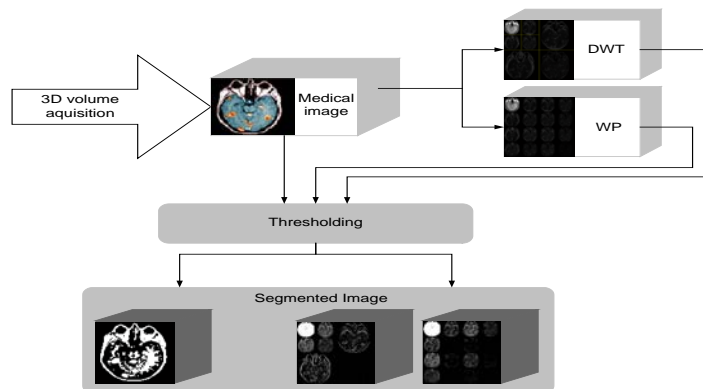 3D volume
aquisition
Medical
image
DWT
WP
Thresholding
Segmented Image